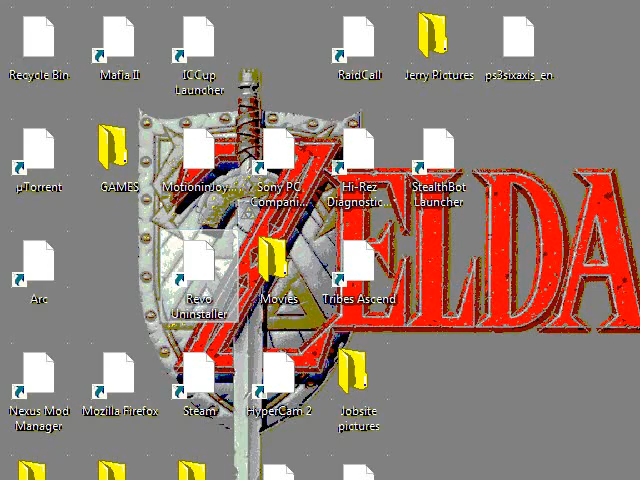 Recycle Bin
Mafia II
ICCup
Launcher
RaidCall
Jerry Pictures
ps3sixaxis_en
µTorrent
GAMES
MotioninJoy...
Sony PC
Compani...
Hi-Rez
Diagnostic...
StealthBot
Launcher
ZELDA
Arc
Revo
Uninstaller
Movies
Tribes Ascend
Nexus Mod
Manager
Mozilla Firefox
Steam
HyperCam 2
Jobsite
pictures